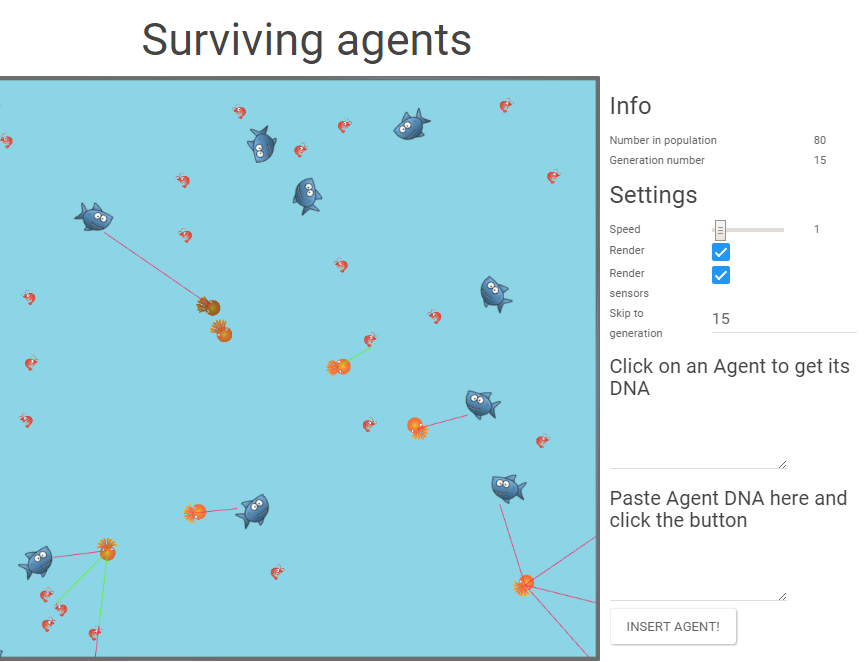 Surviving agents
Info
Number in population 80
Generation number 15
Settings
Speed 1
Render
Render
sensors
Skip to
generation 15
Click on an Agent to get its
DNA
Paste Agent DNA here and
click the button
INSERT AGENT!